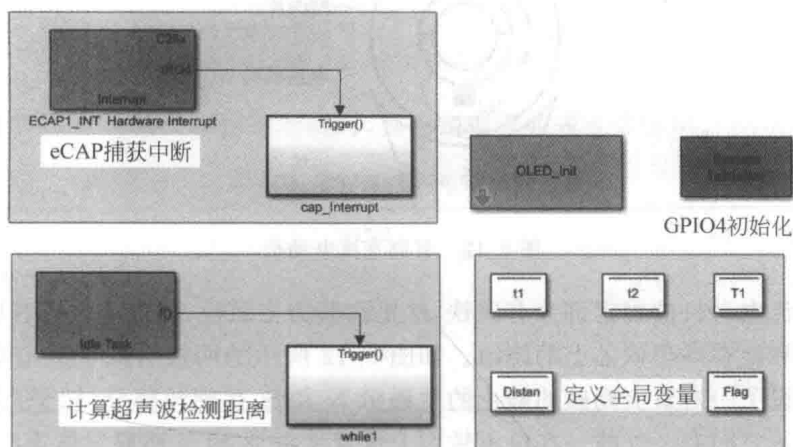 C28x
Interrupt
ECAP1_INT Hardware Interrupt
eCAP捕获中断
Trigger()
cap_Interrupt
OLED_Init
GPIO4初始化
Idle Task
Trigger()
计算超声波检测距离
while1
t1
t2
T1
Distan
定义全局变量
Flag